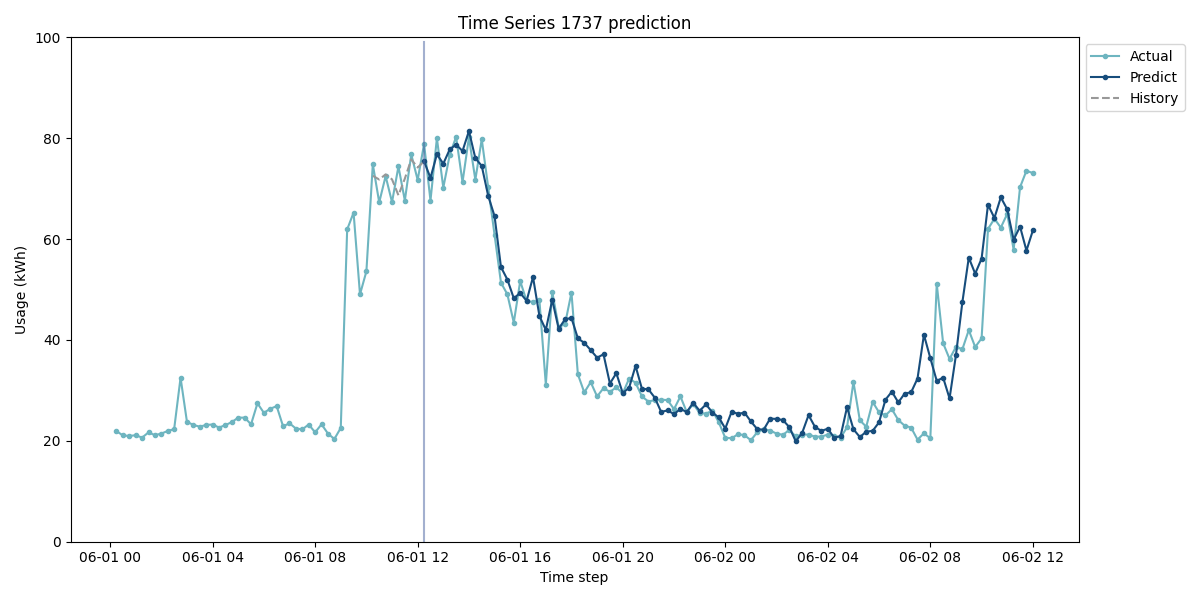 Time Series 1737 prediction
100
80
60
40
20
0
Usage (kWh)
06-01 00
06-01 04
06-01 08
06-01 12
06-01 16
06-01 20
06-02 00
06-02 04
06-02 08
06-02 12
Time step
Actual
Predict
History